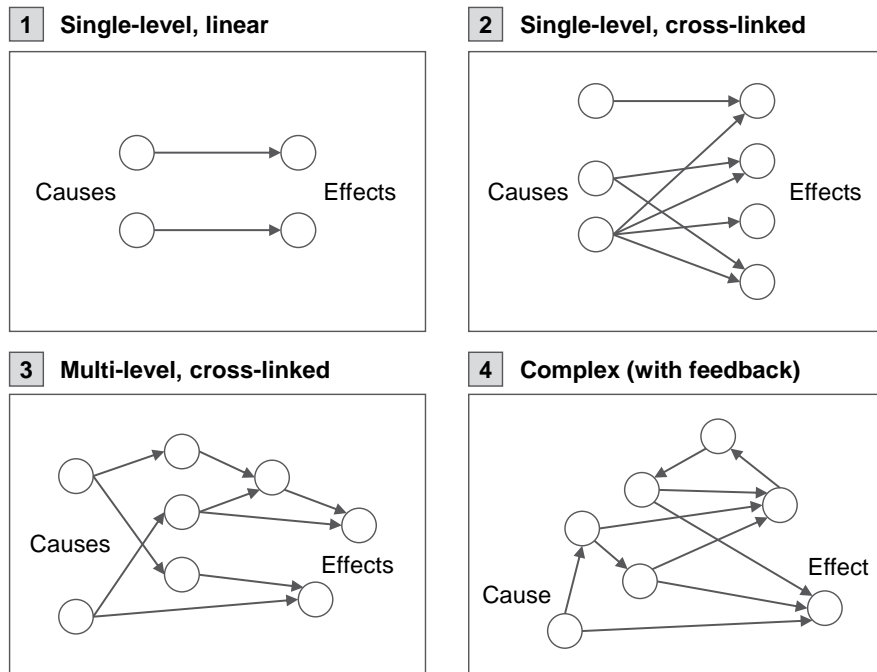 1 Single-level, linear
Causes
Effects
2 Single-level, cross-linked
Causes
Effects
3 Multi-level, cross-linked
Causes
Effects
4 Complex (with feedback)
Cause
Effect